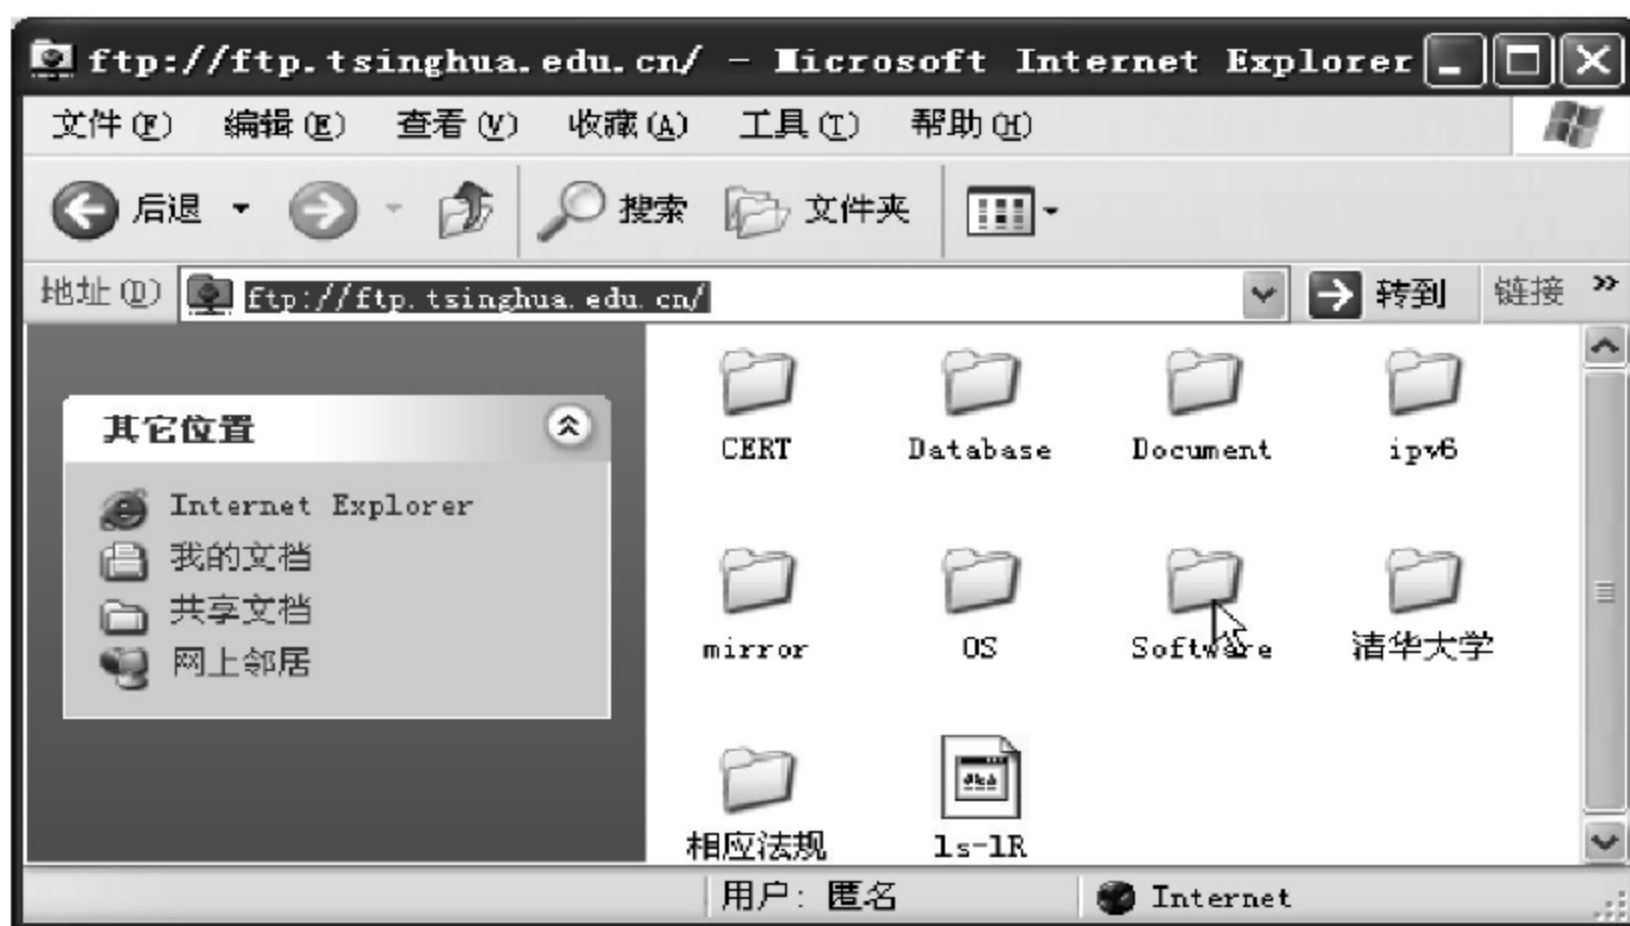 ftp://ftp.tsinghua.edu.cn/ - Microsoft Internet Explorer
文件(F) 编辑(E) 查看(V) 收藏(A) 工具(T) 帮助(H)
后退 搜索 文件夹
地址(D) ftp://ftp.tsinghua.edu.cn/ 转到 链接 »
其它位置
Internet Explorer
我的文档
共享文档
网上邻居
CERT Database Document ipv6
mirror OS Software 清华大学
相应法规 ls-lR
用户: 匿名 Internet